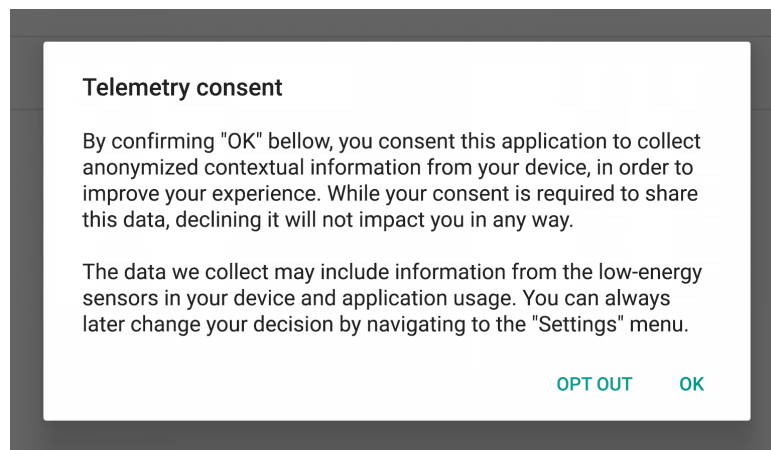 Telemetry consent
By confirming "OK" bellow, you consent this application to collect
anonymized contextual information from your device, in order to
improve your experience. While your consent is required to share
this data, declining it will not impact you in any way.
The data we collect may include information from the low-energy
sensors in your device and application usage. You can always
later change your decision by navigating to the "Settings" menu.
OPT OUT OK